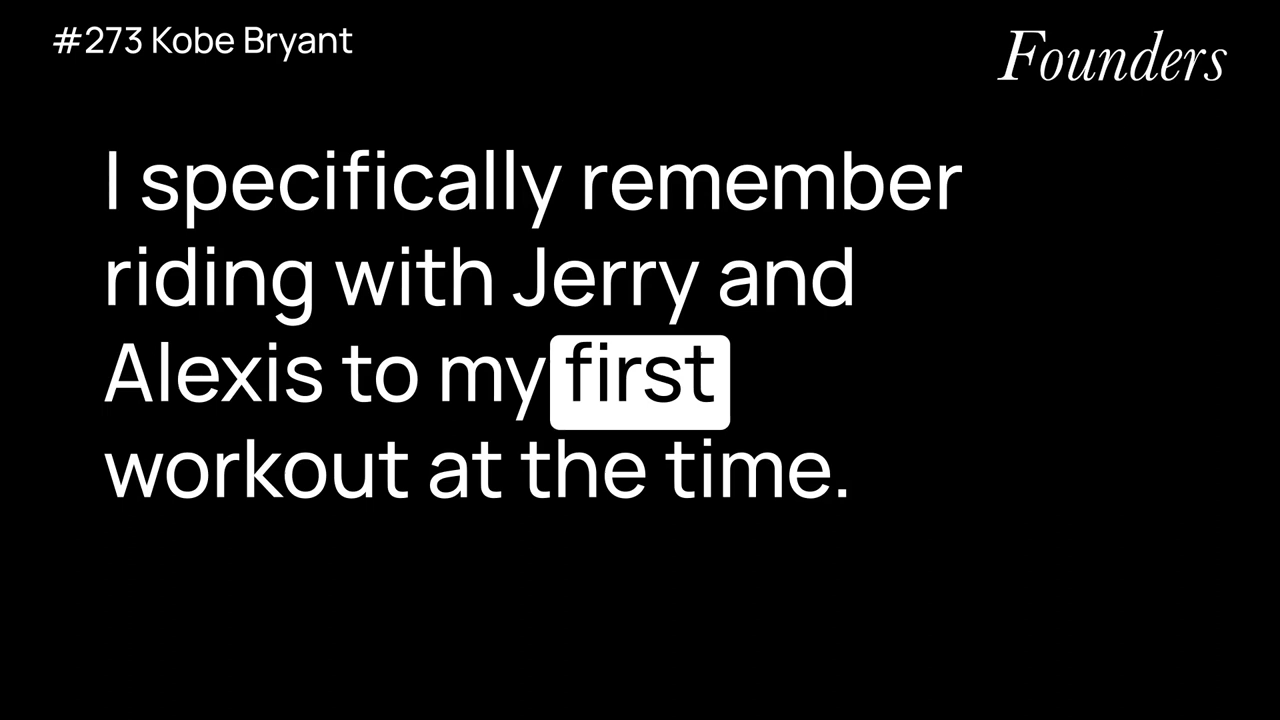 #273 Kobe Bryant
Founders
I specifically remember
riding with Jerry and
Alexis to my first
workout at the time.